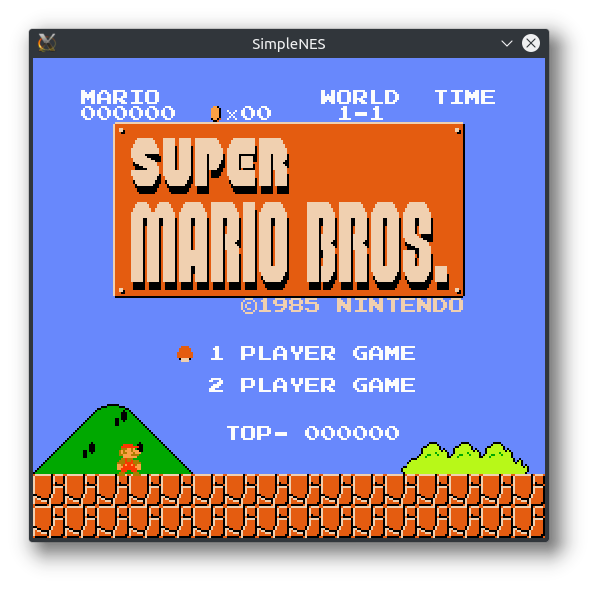 SimpleNES
MARIO WORLD TIME
000000 ×00 1-1
SUPER
MARIO BROS.
©1985 NINTENDO
1 PLAYER GAME
2 PLAYER GAME
TOP- 000000